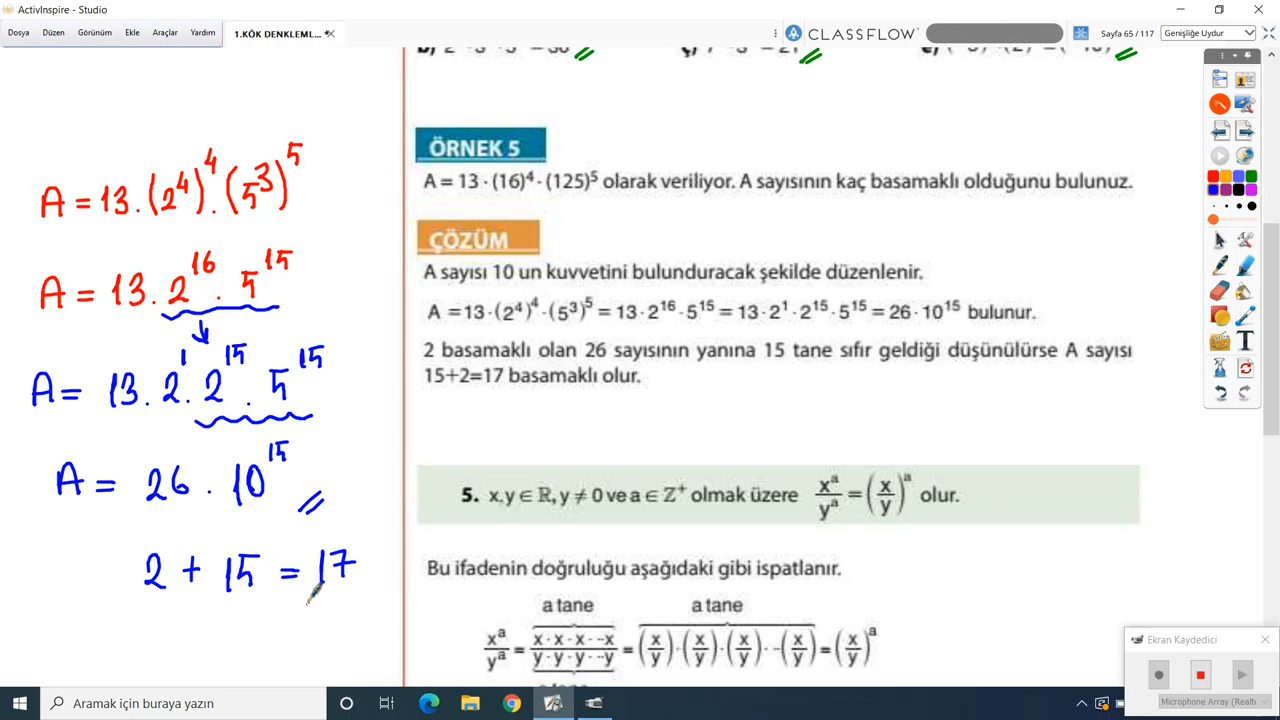 ActivInspire - Studio
Dosya Düzen Görünüm Ekle Araçlar Yardım
1.KÖK DENKLEML...
CLASSFLOW
Sayfa 65 / 117
Genişliğe Uydur
ÖRNEK 5
A = 13 · (16)⁴ · (125)⁵ olarak veriliyor. A sayısının kaç basamaklı olduğunu bulunuz.
ÇÖZÜM
A sayısı 10 un kuvvetini bulunduracak şekilde düzenlenir.
A = 13 · (2⁴)⁴ · (5³)⁵ = 13 · 2¹⁶ · 5¹⁵ = 13 · 2¹ · 2¹⁵ · 5¹⁵ = 26 · 10¹⁵ bulunur.
2 basamaklı olan 26 sayısının yanına 15 tane sıfır geldiği düşünülürse A sayısı
15+2=17 basamaklı olur.
5. x.y ∈ ℝ, y ≠ 0 ve a ∈ Z⁺ olmak üzere xᵃ/yᵃ = (x/y)ᵃ olur.
Bu ifadenin doğruluğu aşağıdaki gibi ispatlanır.
a tane a tane
xᵃ/yᵃ = x · x · x · ··· x / y · y · y · ··· y = (x/y) · (x/y) · (x/y) · ··· (x/y) = (x/y)ᵃ
A = 13 . (2⁴)⁴ . (5³)⁵
A = 13 . 2¹⁶ . 5¹⁵
A = 13 . 2¹ . 2¹⁵ . 5¹⁵
A = 26 . 10¹⁵
2 + 15 = 17
Ekran Kaydedici
Microphone Array (Realt
Aramak için buraya yazın